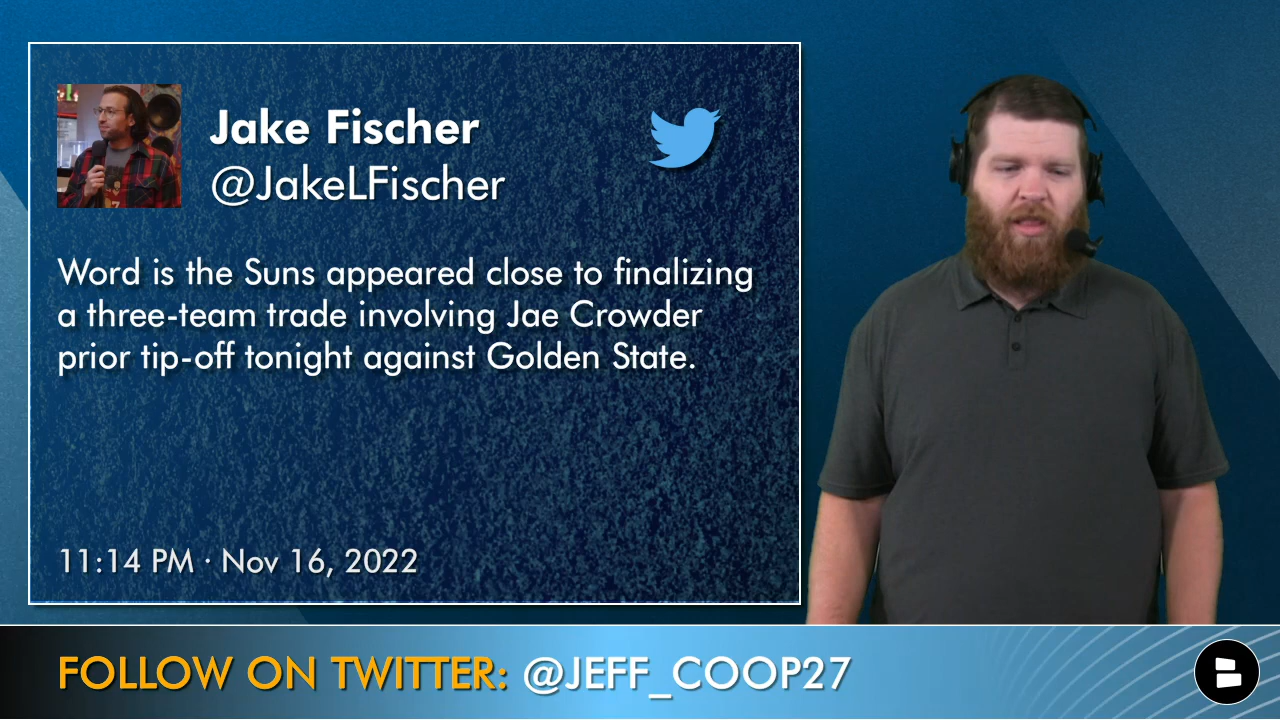 Jake Fischer
@JakeLFischer
Word is the Suns appeared close to finalizing
a three-team trade involving Jae Crowder
prior tip-off tonight against Golden State.
11:14 PM · Nov 16, 2022
FOLLOW ON TWITTER: @JEFF_COOP27